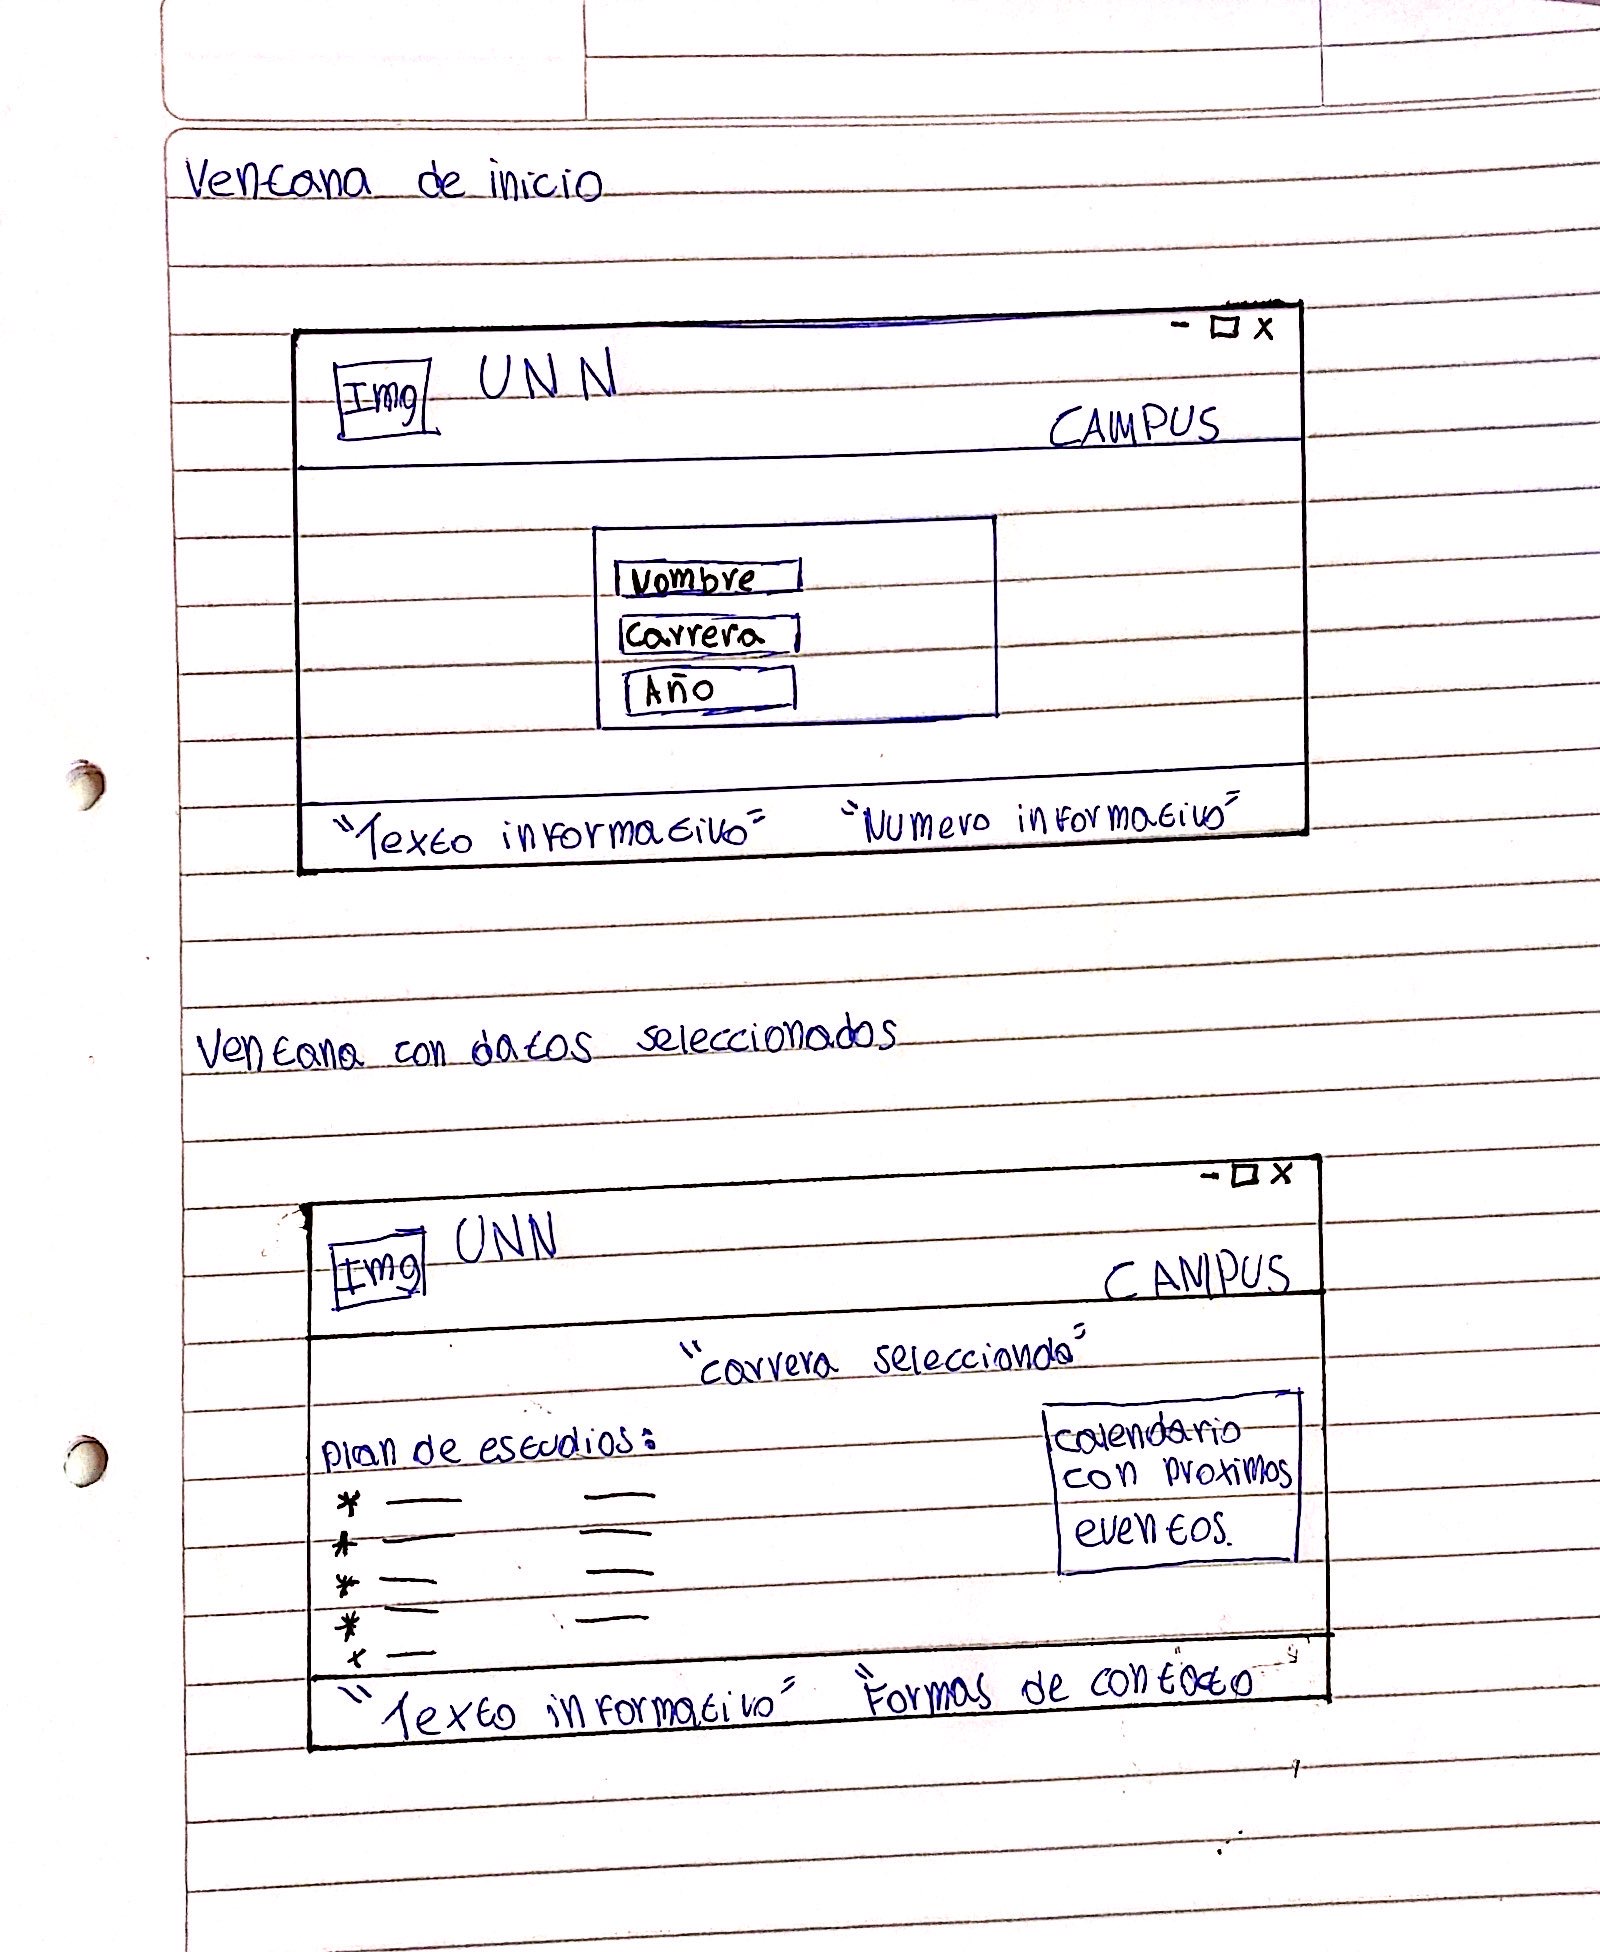 Ventana de inicio
- □ X
Img UNN
CAMPUS
Nombre
Carrera
Año
"Texto informativo" "Numero informativo"
Ventana con datos seleccionados
- □ X
Img UNN
CAMPUS
"carrera seleccionda"
Plan de estudios:
calendario
con proximos
eventos.
*
*
*
*
*
"Texto informativo" "Formas de contacto"